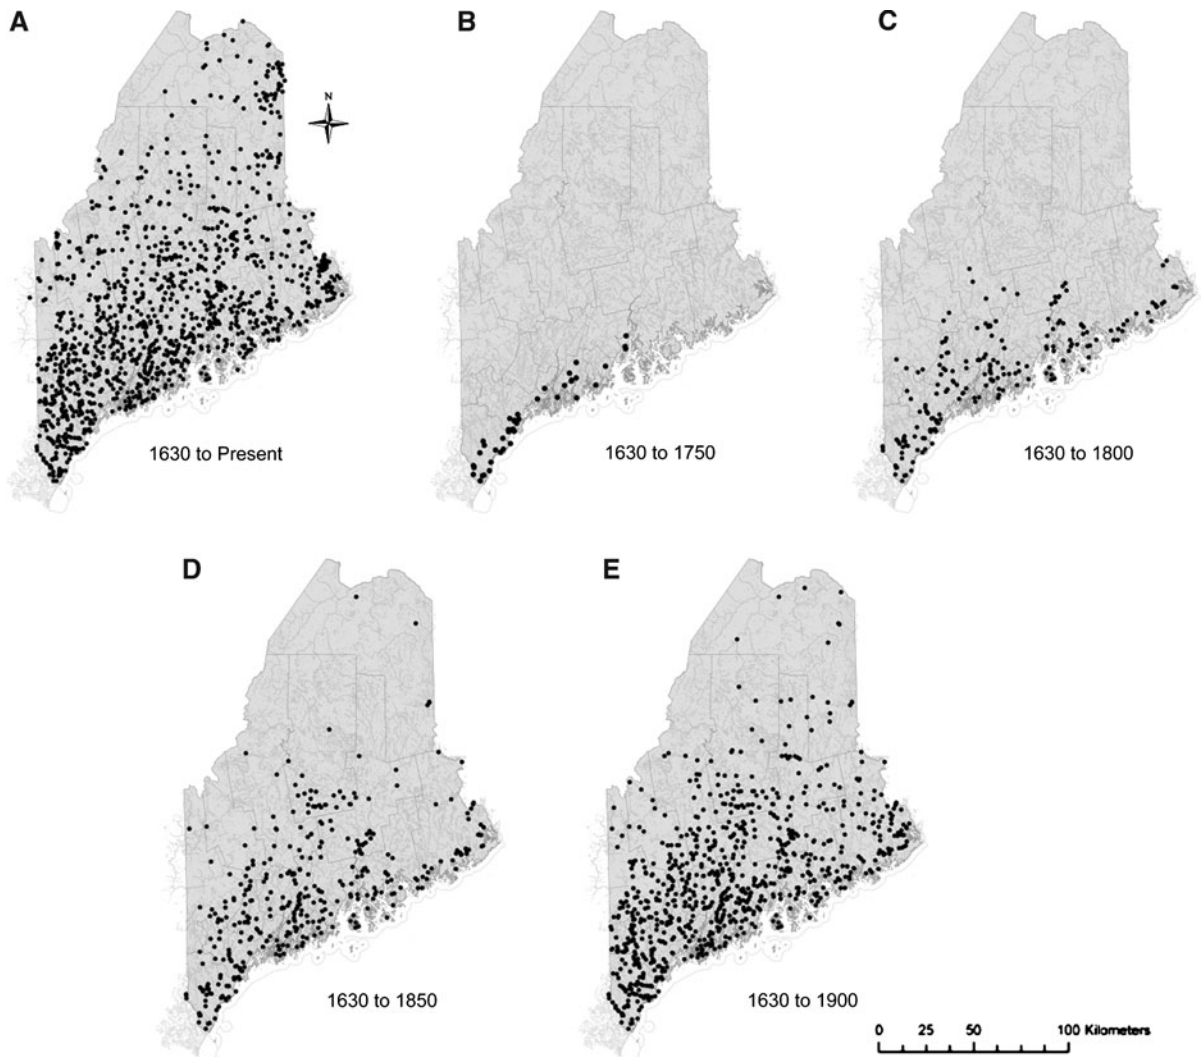 A
B
C
N
1630 to Present
1630 to 1750
1630 to 1800
D
E
1630 to 1850
1630 to 1900
0 25 50 100 Kilometers